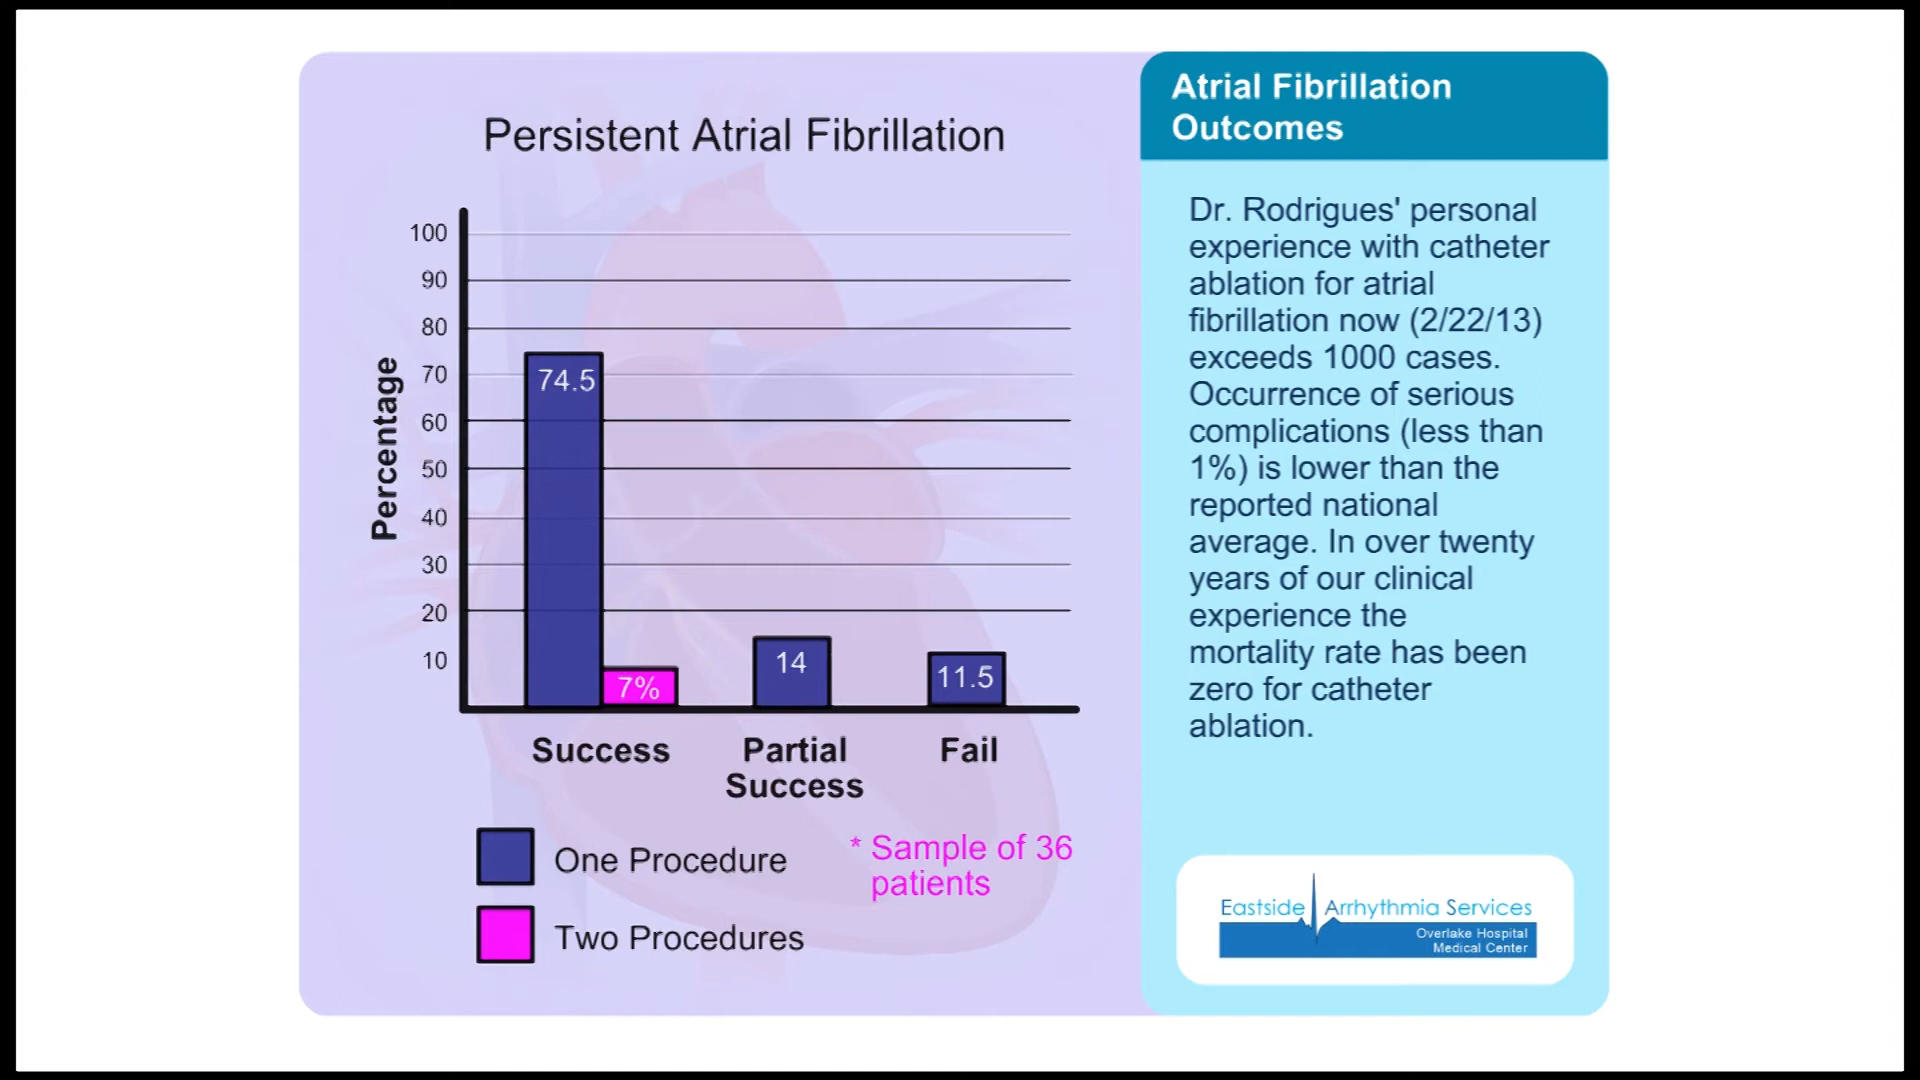 Persistent Atrial Fibrillation
Percentage
100
90
80
70
60
50
40
30
20
10
74.5
7%
14
11.5
Success
Partial
Success
Fail
One Procedure
Two Procedures
* Sample of 36
patients
Atrial Fibrillation
Outcomes
Dr. Rodrigues' personal
experience with catheter
ablation for atrial
fibrillation now (2/22/13)
exceeds 1000 cases.
Occurrence of serious
complications (less than
1%) is lower than the
reported national
average. In over twenty
years of our clinical
experience the
mortality rate has been
zero for catheter
ablation.
Eastside Arrhythmia Services
Overlake Hospital
Medical Center